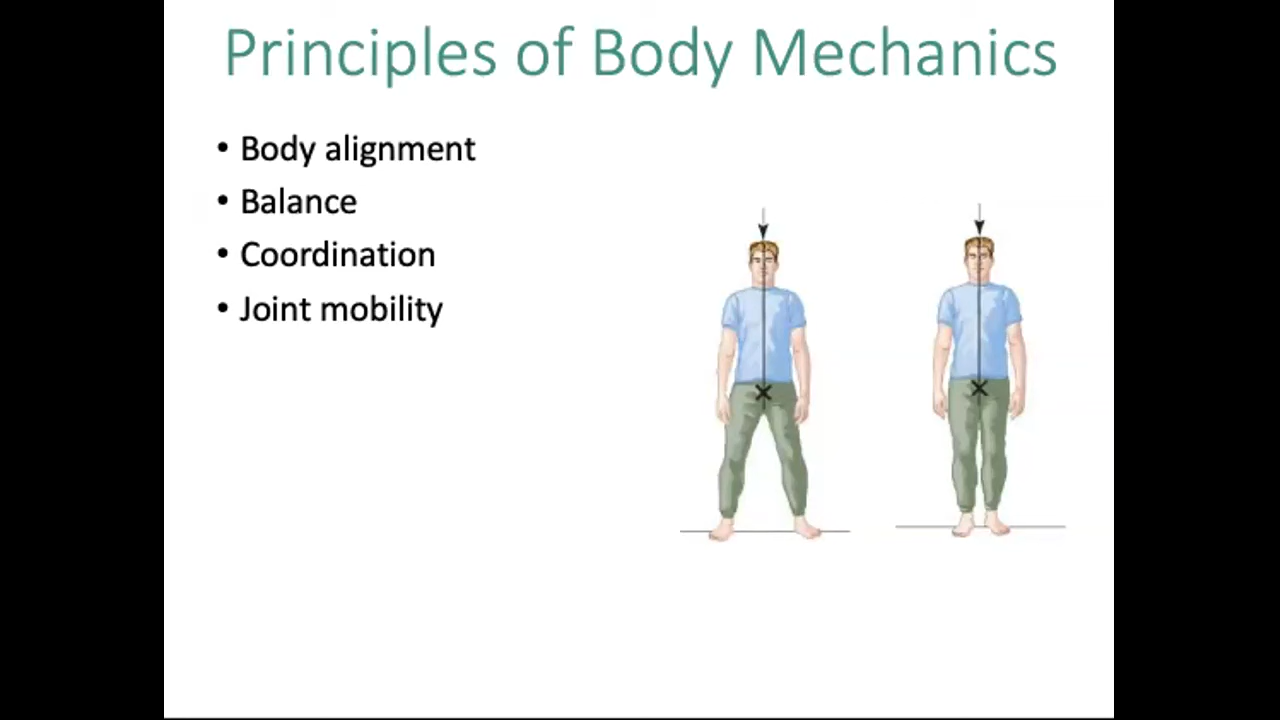 Principles of Body Mechanics
• Body alignment
• Balance
• Coordination
• Joint mobility